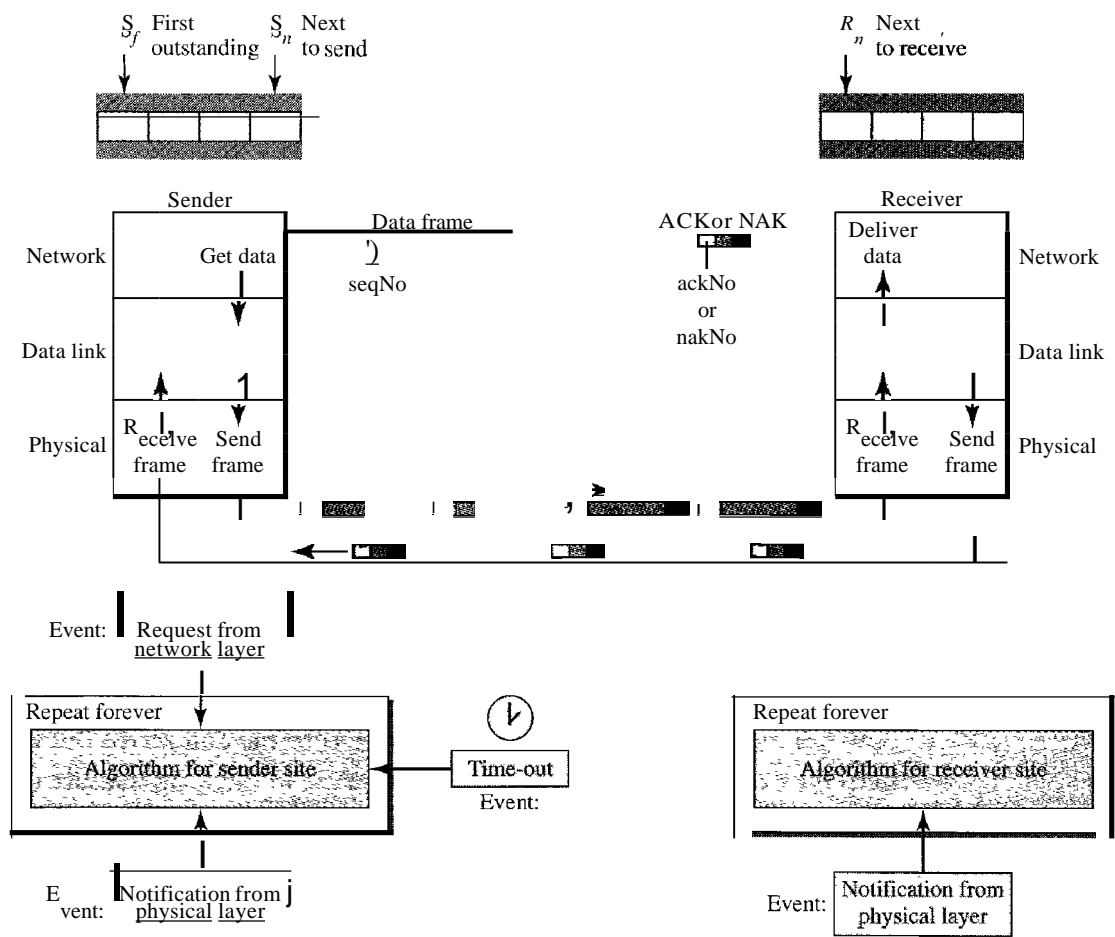 Sf First outstanding
Sn Next to send
Rn Next to receive
Sender
Receiver
Data frame
ACKor NAK
Network
Get data
seqNo
ackNo
or
nakNo
Deliver
data
Network
Data link
Data link
Physical
Receive
frame
Send
frame
Receive
frame
Send
frame
Physical
Event:
Request from
network layer
Repeat forever
Algorithm for sender site
Time-out
Event:
Repeat forever
Algorithm for receiver site
Event:
Notification from
physical layer
Event:
Notification from
physical layer